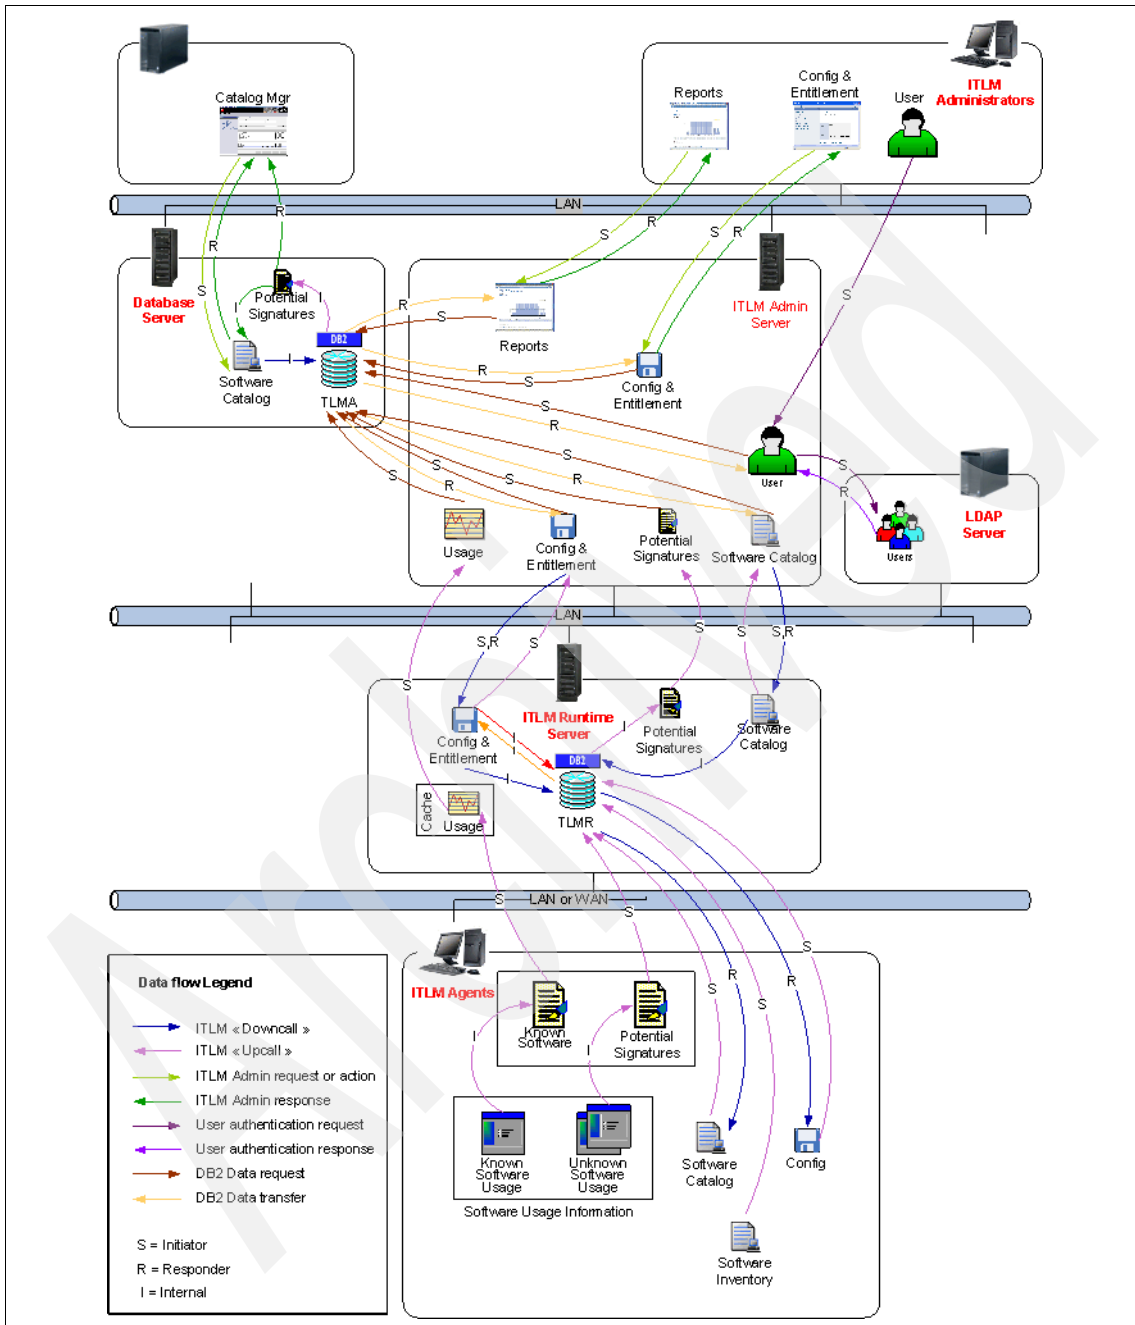 Catalog Mgr
Reports
Config &
Entitlement
User
ITLM
Administrators
LAN
R
S
R
S
R
S
R
S
S
Database
Server
Potential
Signatures
I
I
DB2
Software
Catalog
I
TLMA
Reports
R
S
R
S
Config &
Entitlement
ITLM Admin
Server
S
R
User
S
R
LDAP
Server
Users
S
R
S
S
R
S
Usage
Config &
Entitlement
Potential
Signatures
Software Catalog
LAN
S,R
S
S
S
S,R
S
ITLM Runtime
Server
Config &
Entitlement
I
I
I
I
I
DB2
TLMR
Potential
Signatures
Software
Catalog
Cache
Usage
LAN or WAN
S
S
S
R
S
S
R
ITLM Agents
Known
Software
Potential
Signatures
I
I
Known
Software
Usage
Unknown
Software
Usage
Software Usage Information
Software
Catalog
Config
Software
Inventory
Data flow Legend
ITLM « Downcall »
ITLM « Upcall »
ITLM Admin request or action
ITLM Admin response
User authentication request
User authentication response
DB2 Data request
DB2 Data transfer
S = Initiator
R = Responder
I = Internal
Archived